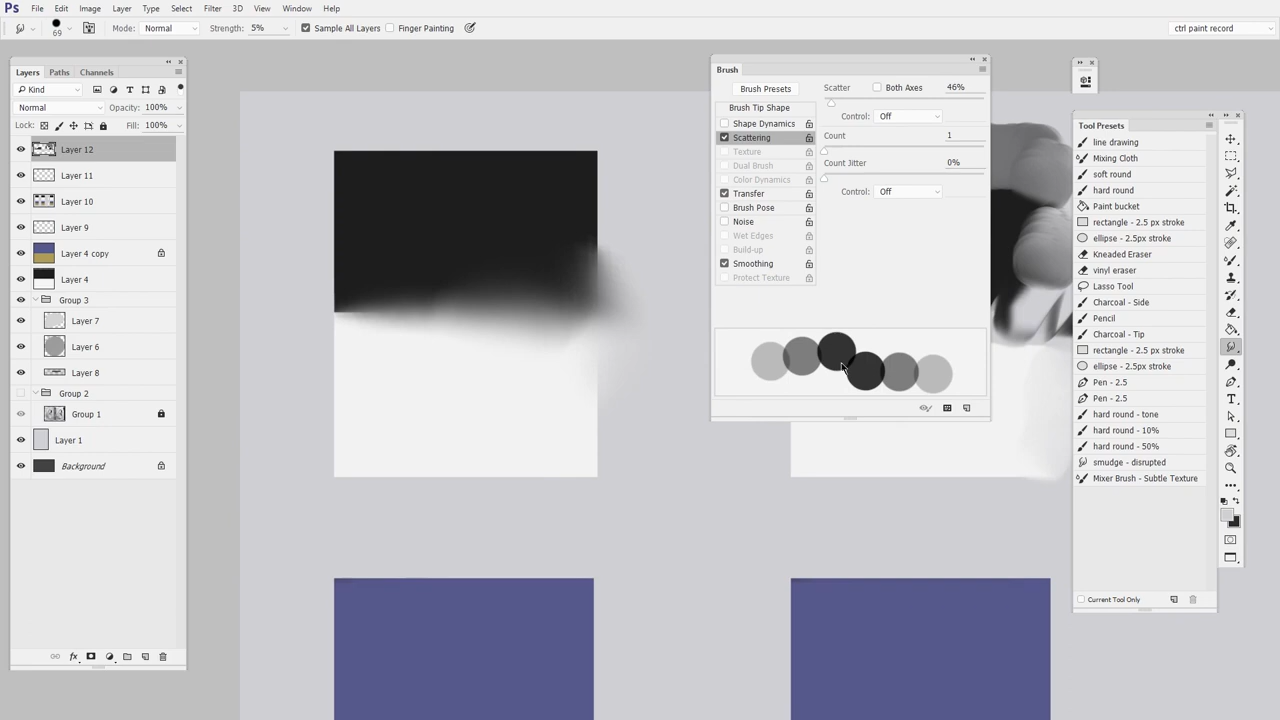 Ps File Edit Image Layer Type Select Filter 3D View Window Help
69 Mode: Normal Strength: 5% Sample All Layers Finger Painting ctrl paint record
Layers Paths Channels
Kind
Normal Opacity: 100%
Lock: Fill: 100%
Layer 12
Layer 11
Layer 10
Layer 9
Layer 4 copy
Layer 4
Group 3
Layer 7
Layer 6
Layer 8
Group 2
Group 1
Layer 1
Background
fx
Brush
Brush Presets
Brush Tip Shape
Shape Dynamics
Scattering
Texture
Dual Brush
Color Dynamics
Transfer
Brush Pose
Noise
Wet Edges
Build-up
Smoothing
Protect Texture
Scatter Both Axes 46%
Control: Off
Count 1
Count Jitter 0%
Control: Off
Tool Presets
line drawing
Mixing Cloth
soft round
hard round
Paint bucket
rectangle - 2.5 px stroke
ellipse - 2.5px stroke
Kneaded Eraser
vinyl eraser
Lasso Tool
Charcoal - Side
Pencil
Charcoal - Tip
rectangle - 2.5 px stroke
ellipse - 2.5px stroke
Pen - 2.5
Pen - 2.5
hard round - tone
hard round - 10%
hard round - 50%
smudge - disrupted
Mixer Brush - Subtle Texture
Current Tool Only